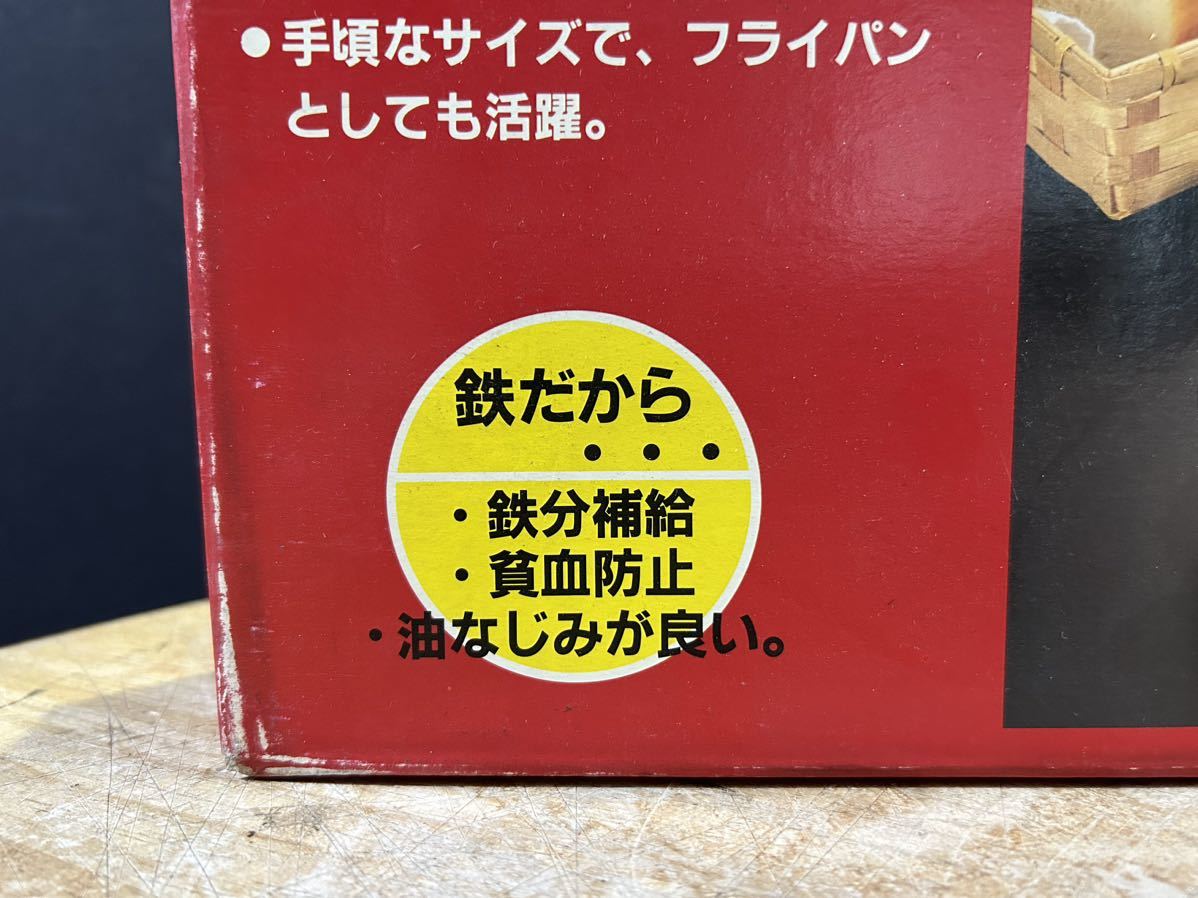 ●手頃なサイズで、フライパン
としても活躍。
鉄だから
・・・
・鉄分補給
・貧血防止
・油なじみが良い。